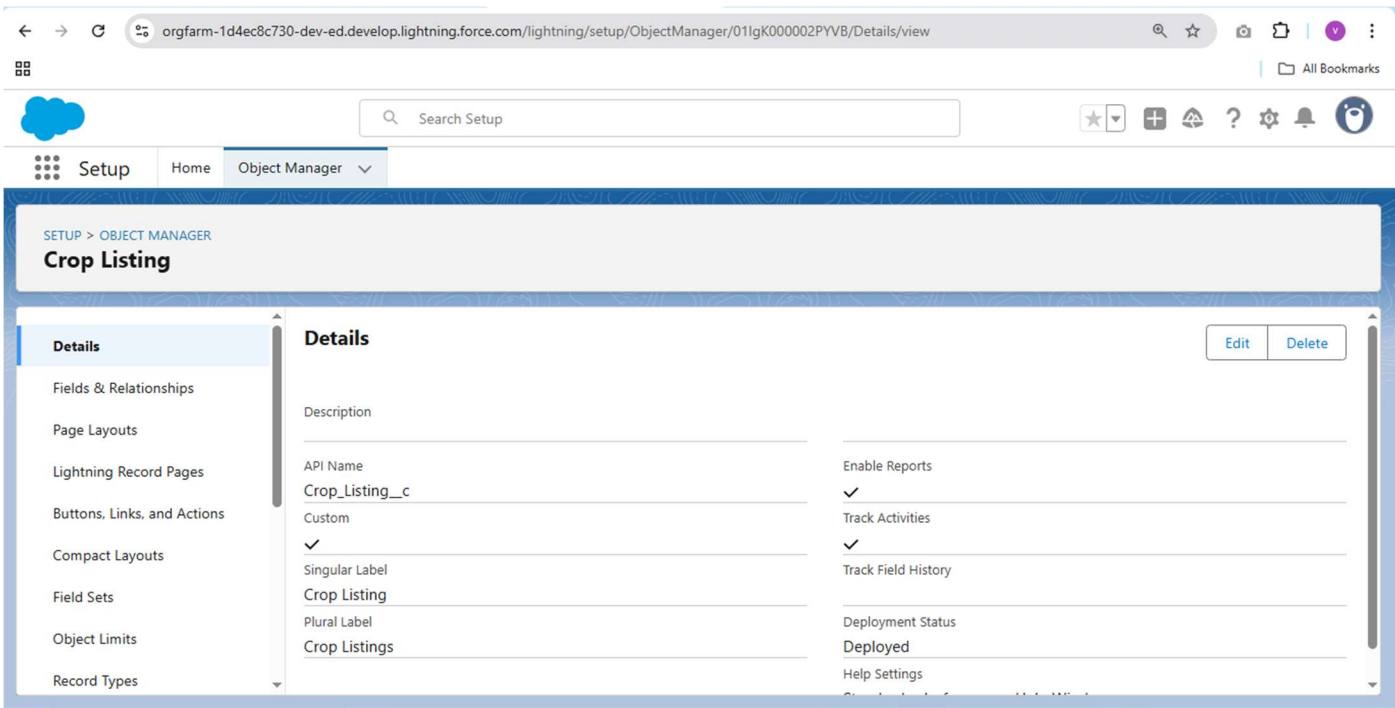 orgfarm-1d4ec8c730-dev-ed.develop.lightning.force.com/lightning/setup/ObjectManager/01IgK000002PYVB/Details/view
V
All Bookmarks
Search Setup
Setup Home Object Manager
SETUP > OBJECT MANAGER
Crop Listing
Details
Fields & Relationships
Page Layouts
Lightning Record Pages
Buttons, Links, and Actions
Compact Layouts
Field Sets
Object Limits
Record Types
Details
Edit Delete
Description
API Name
Crop_Listing__c
Custom
Singular Label
Crop Listing
Plural Label
Crop Listings
Enable Reports
Track Activities
Track Field History
Deployment Status
Deployed
Help Settings